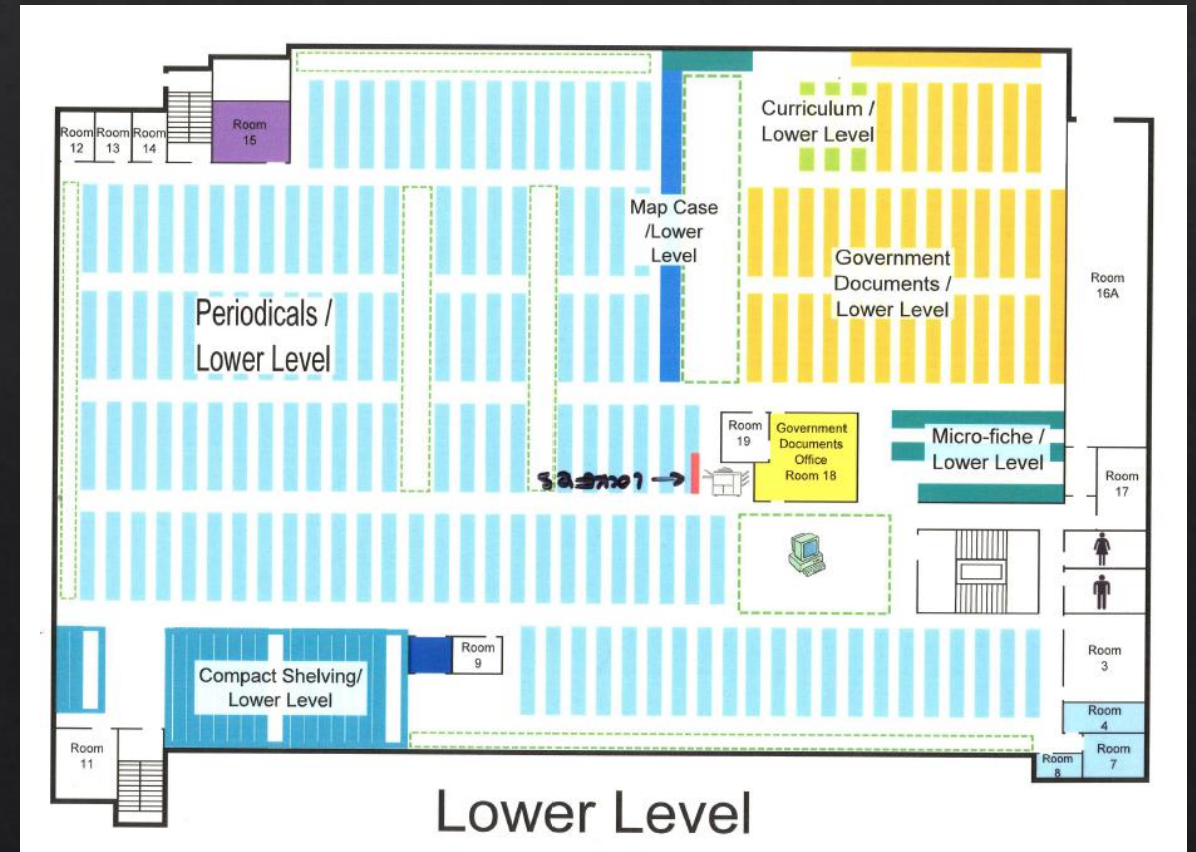 Curriculum /
Lower Level
Room
12
Room
13
Room
14
Room
15
Map Case
/Lower
Level
Government
Documents /
Lower Level
Room
16A
Periodicals /
Lower Level
Room
19
Government
Documents
Office
Room 18
Micro-fiche /
Lower Level
Room
17
Compact Shelving/
Lower Level
Room
9
Room
3
Room
4
Room
7
Room
8
Room
11
Lower Level